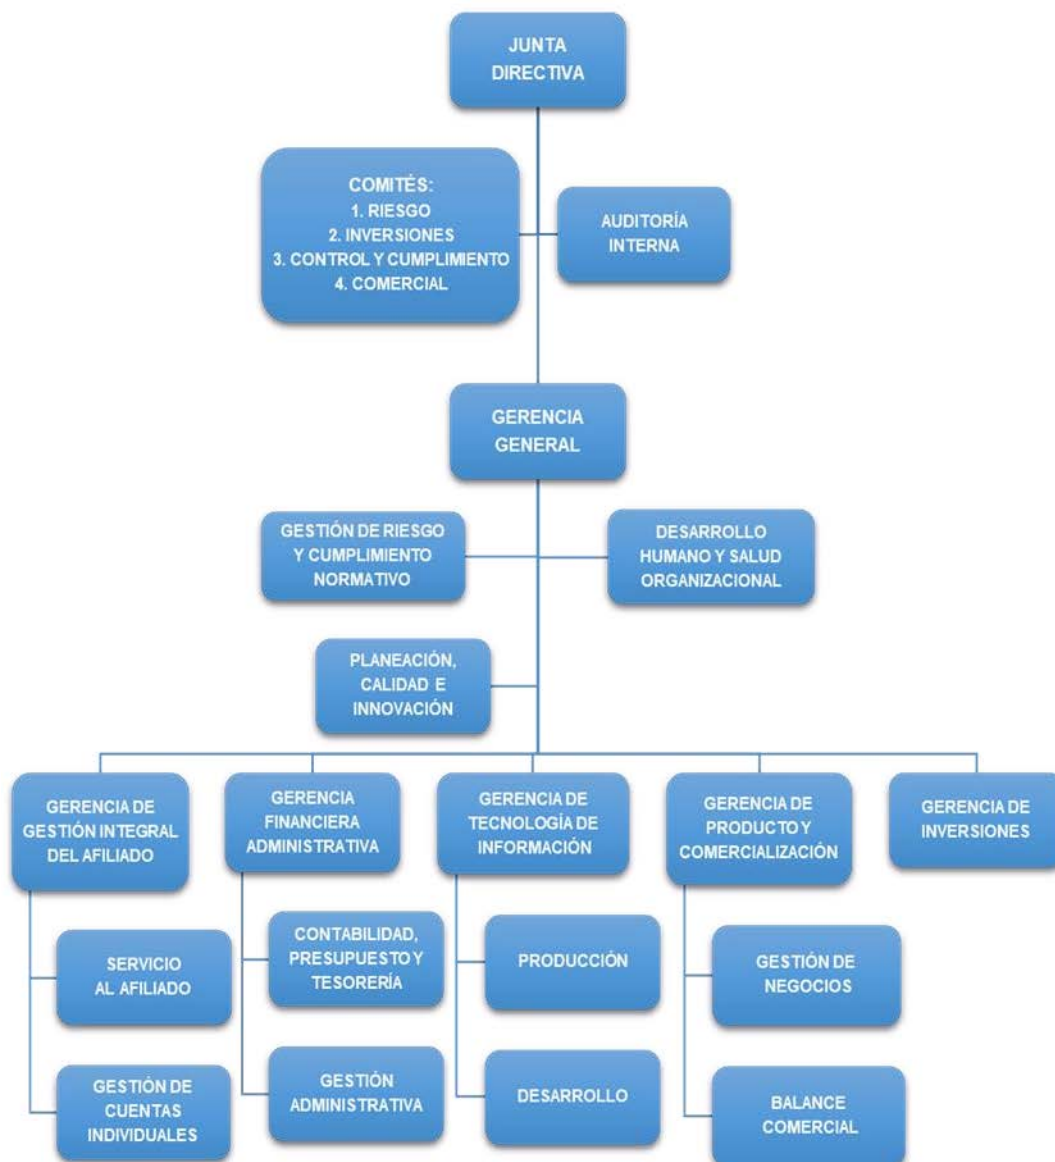 JUNTA
DIRECTIVA
COMITÉS:
1. RIESGO
2. INVERSIONES
3. CONTROL Y CUMPLIMIENTO
4. COMERCIAL
AUDITORÍA
INTERNA
GERENCIA
GENERAL
GESTIÓN DE RIESGO
Y CUMPLIMIENTO
NORMATIVO
DESARROLLO
HUMANO Y SALUD
ORGANIZACIONAL
PLANEACIÓN,
CALIDAD E
INNOVACIÓN
GERENCIA DE
GESTIÓN INTEGRAL
DEL AFILIADO
GERENCIA
FINANCIERA
ADMINISTRATIVA
GERENCIA DE
TECNOLOGÍA DE
INFORMACIÓN
GERENCIA DE
PRODUCTO Y
COMERCIALIZACIÓN
GERENCIA DE
INVERSIONES
SERVICIO
AL AFILIADO
CONTABILIDAD,
PRESUPUESTO Y
TESORERÍA
PRODUCCIÓN
GESTIÓN DE
NEGOCIOS
GESTIÓN DE
CUENTAS
INDIVIDUALES
GESTIÓN
ADMINISTRATIVA
DESARROLLO
BALANCE
COMERCIAL